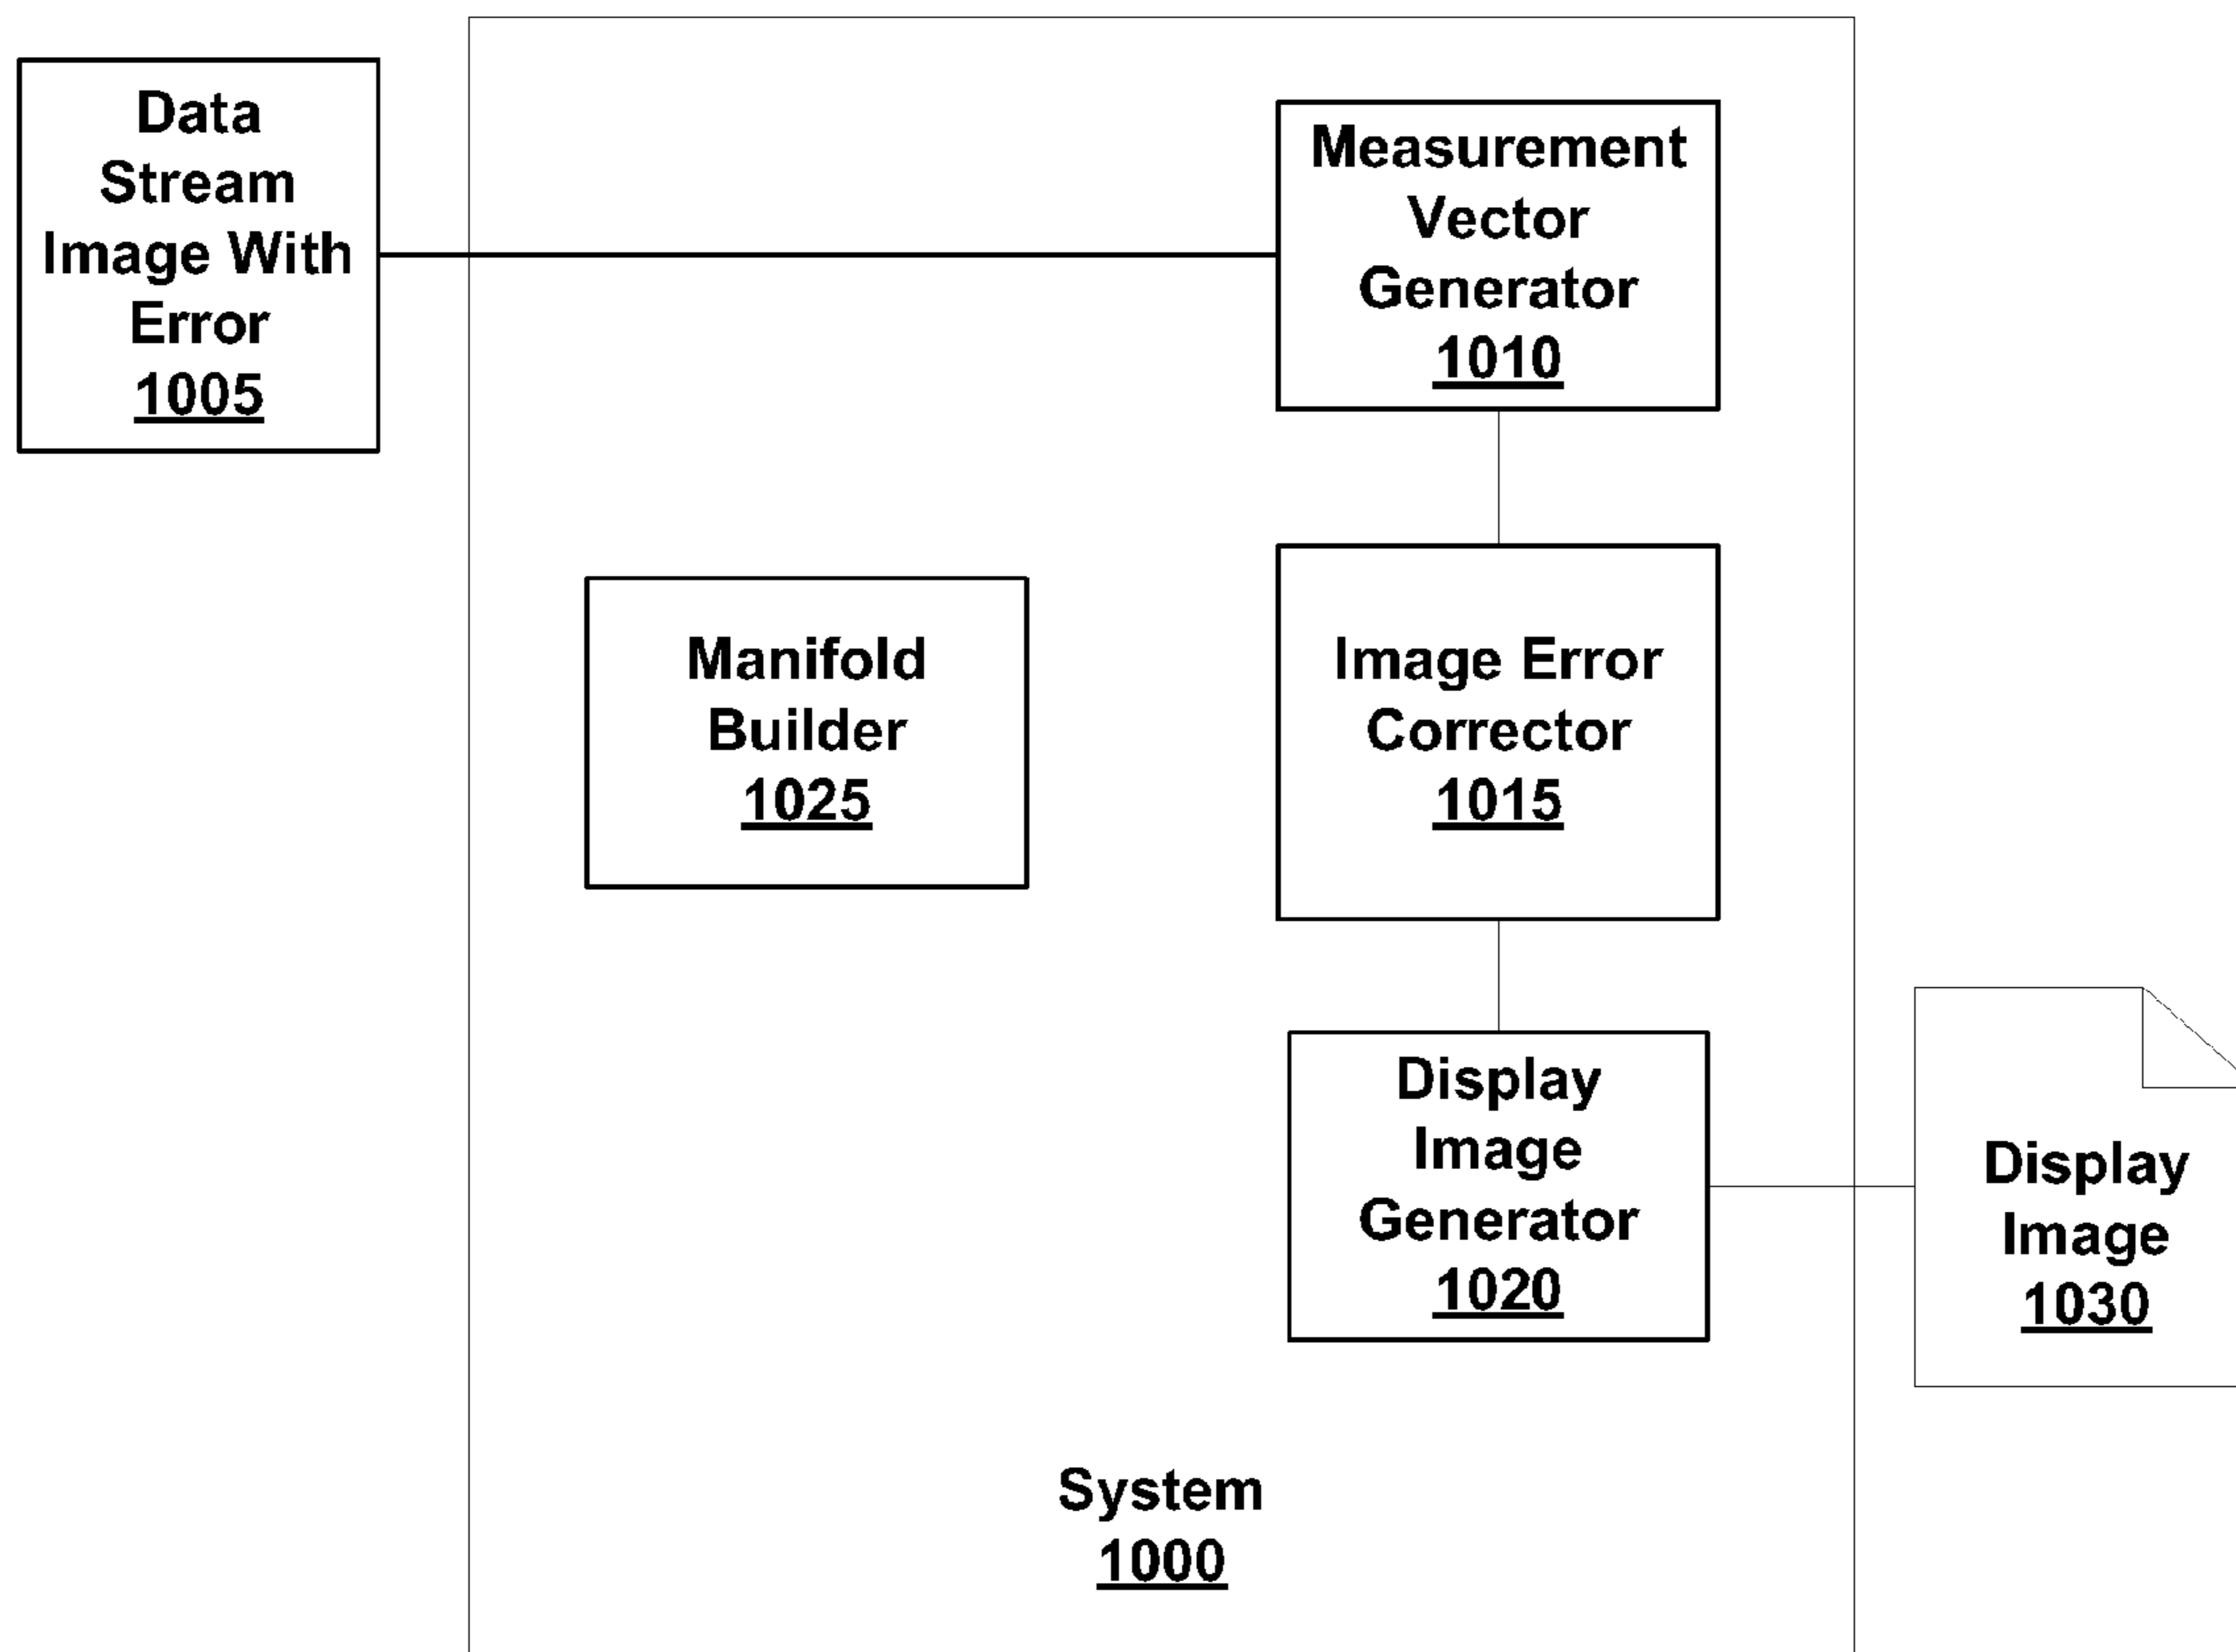 Data
Stream
Image With
Error
1005
Measurement
Vector
Generator
1010
Manifold
Builder
1025
Image Error
Corrector
1015
Display
Image
Generator
1020
Display
Image
1030
System
1000